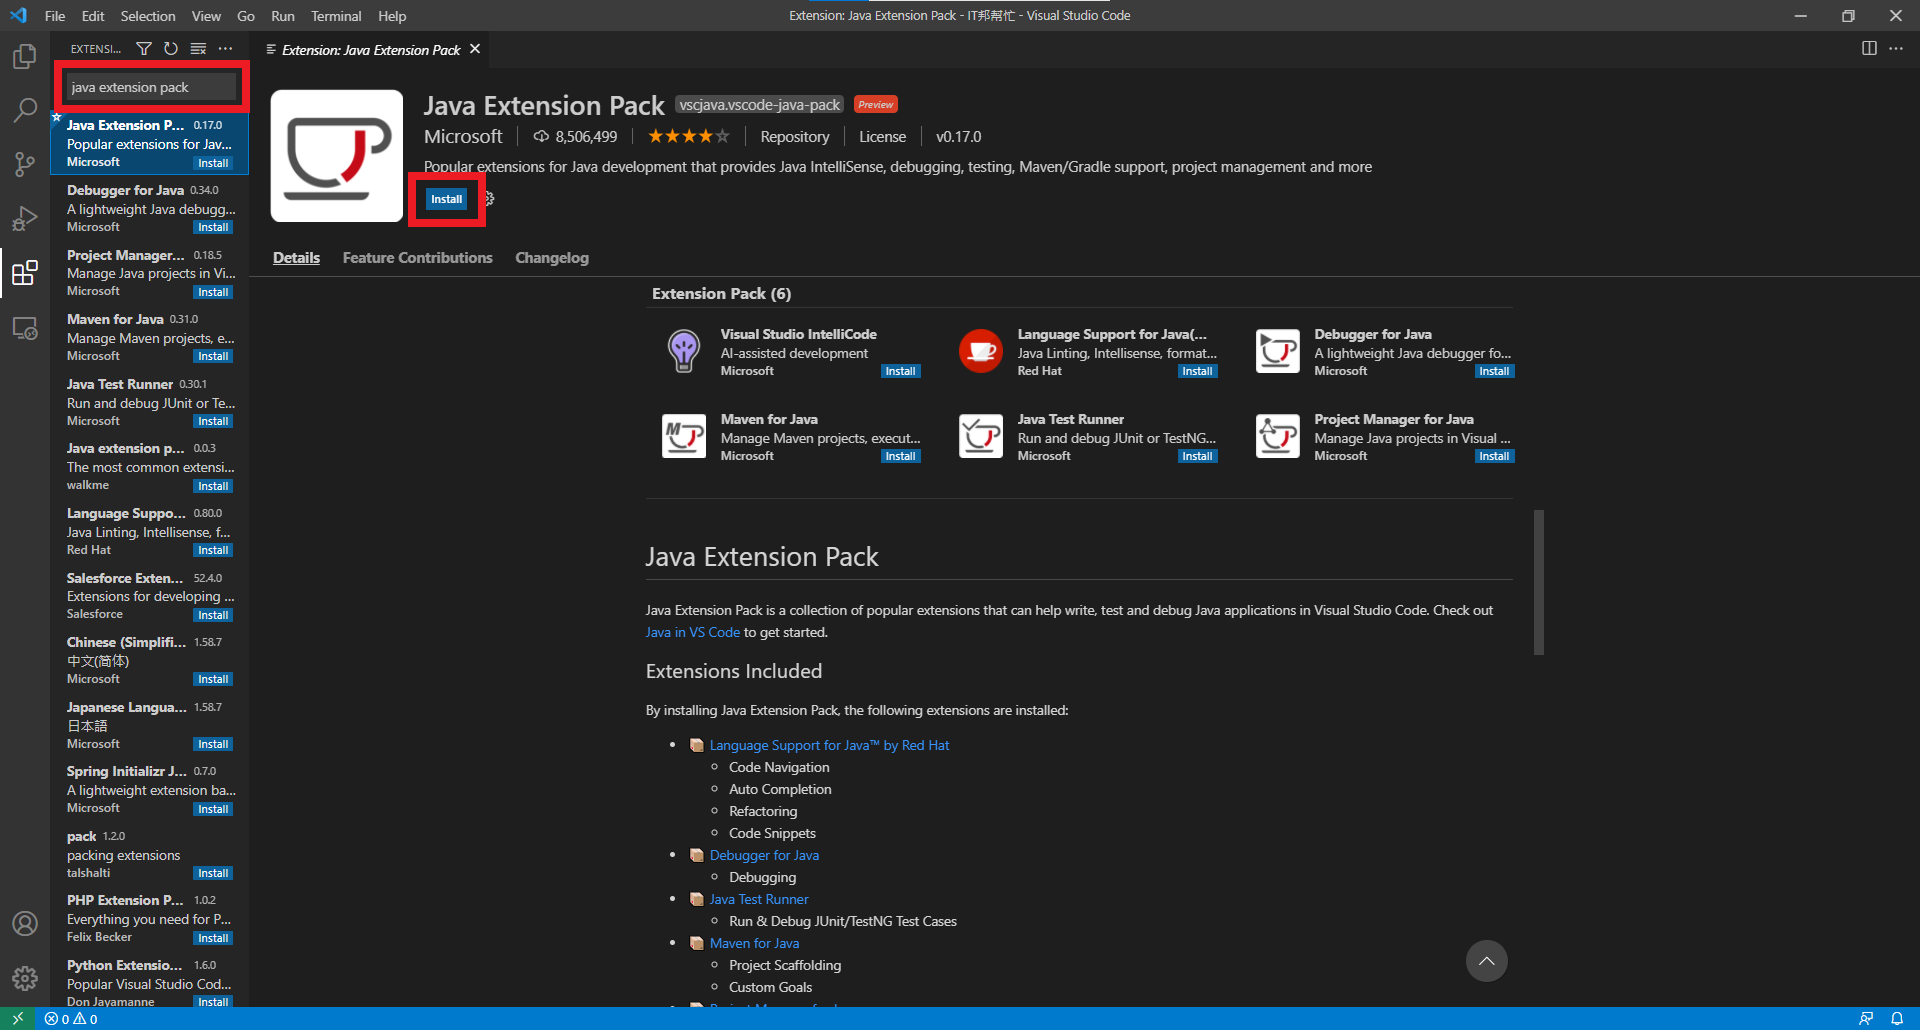 File Edit Selection View Go Run Terminal Help
Extension: Java Extension Pack - IT邦幫忙 - Visual Studio Code
EXTENSI...
Extension: Java Extension Pack
java extension pack
Java Extension P... 0.17.0
Popular extensions for Jav...
Microsoft Install
Debugger for Java 0.34.0
A lightweight Java debugg...
Microsoft Install
Project Manager... 0.18.5
Manage Java projects in Vi...
Microsoft Install
Maven for Java 0.31.0
Manage Maven projects, e...
Microsoft Install
Java Test Runner 0.30.1
Run and debug JUnit or Te...
Microsoft Install
Java extension p... 0.0.3
The most common extensi...
walkme Install
Language Suppo... 0.80.0
Java Linting, Intellisense, f...
Red Hat Install
Salesforce Exten... 52.4.0
Extensions for developing ...
Salesforce Install
Chinese (Simplifi... 1.58.7
中文(简体)
Microsoft Install
Japanese Langua... 1.58.7
日本語
Microsoft Install
Spring Initializr J... 0.7.0
A lightweight extension ba...
Microsoft Install
pack 1.2.0
packing extensions
talshalti Install
PHP Extension P... 1.0.2
Everything you need for P...
Felix Becker Install
Python Extensio... 1.6.0
Popular Visual Studio Cod...
Don Jayamanne Install
Java Extension Pack vscjava.vscode-java-pack Preview
Microsoft 8,506,499 Repository License v0.17.0
Popular extensions for Java development that provides Java IntelliSense, debugging, testing, Maven/Gradle support, project management and more
Install
Details Feature Contributions Changelog
Extension Pack (6)
Visual Studio IntelliCode
AI-assisted development
Microsoft Install
Language Support for Java(...
Java Linting, Intellisense, format...
Red Hat Install
Debugger for Java
A lightweight Java debugger fo...
Microsoft Install
Maven for Java
Manage Maven projects, execut...
Microsoft Install
Java Test Runner
Run and debug JUnit or TestNG...
Microsoft Install
Project Manager for Java
Manage Java projects in Visual ...
Microsoft Install
Java Extension Pack
Java Extension Pack is a collection of popular extensions that can help write, test and debug Java applications in Visual Studio Code. Check out
Java in VS Code to get started.
Extensions Included
By installing Java Extension Pack, the following extensions are installed:
Language Support for Java™ by Red Hat
Code Navigation
Auto Completion
Refactoring
Code Snippets
Debugger for Java
Debugging
Java Test Runner
Run & Debug JUnit/TestNG Test Cases
Maven for Java
Project Scaffolding
Custom Goals
0 0